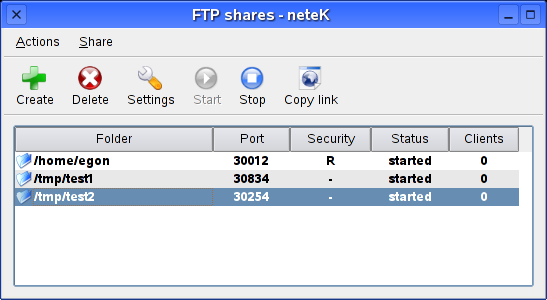 FTP shares - neteK
Actions Share
Create Delete Settings Start Stop Copy link
Folder Port Security Status Clients
/home/egon 30012 R started 0
/tmp/test1 30834 - started 0
/tmp/test2 30254 - started 0